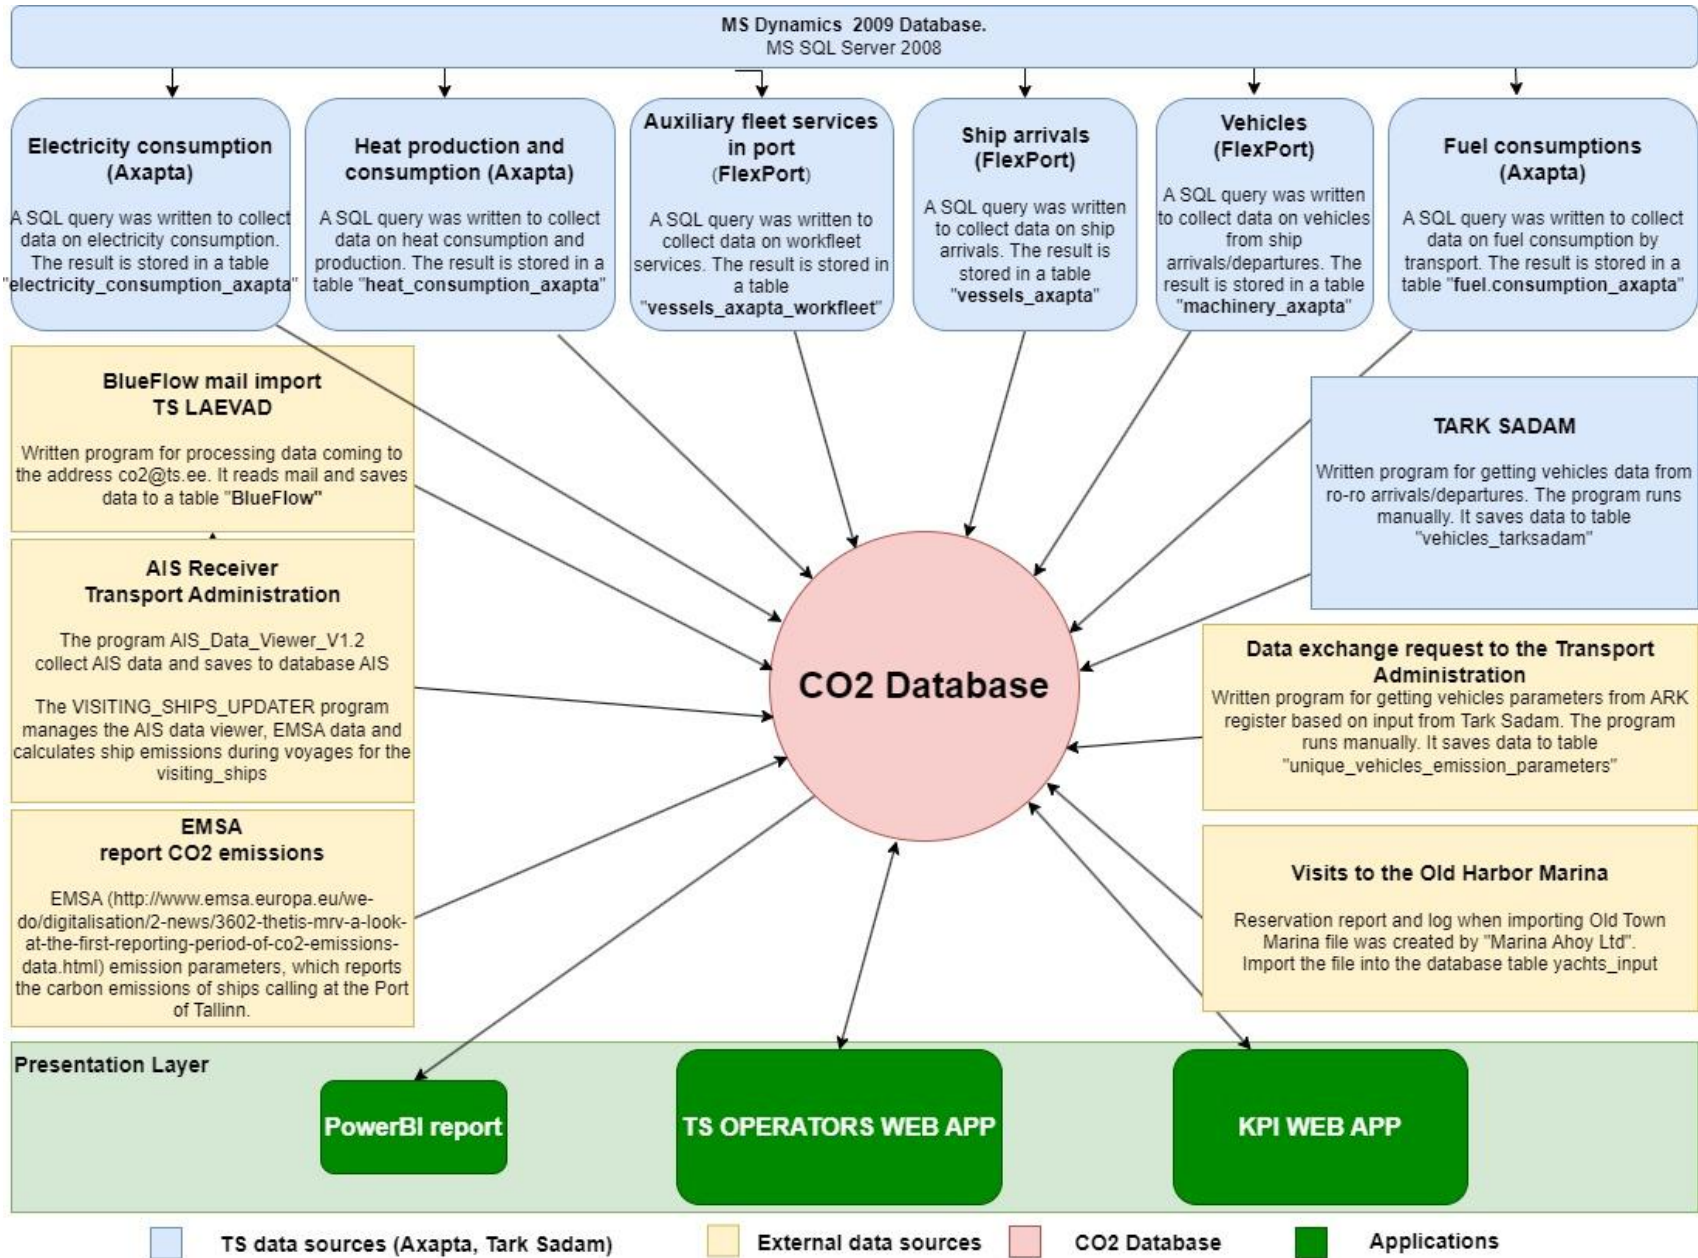 MS Dynamics  2009 Database.
MS SQL Server 2008
Electricity consumption
(Axapta)
A SQL query was written to collect
data on electricity consumption.
The result is stored in a table
"electricity_consumption_axapta"
Heat production and
consumption (Axapta)
A SQL query was written to collect
data on heat consumption and
production. The result is stored in a
table "heat_consumption_axapta"
Auxiliary fleet services
in port
(FlexPort)
A SQL query was written to
collect data on workfleet
services. The result is stored in
a table
"vessels_axapta_workfleet"
Ship arrivals
(FlexPort)
A SQL query was written
to collect data on ship
arrivals. The result is
stored in a table
"vessels_axapta"
Vehicles
(FlexPort)
A SQL query was written
to collect data on vehicles
from ship
arrivals/departures. The
result is stored in a table
"machinery_axapta"
Fuel consumptions
(Axapta)
A SQL query was written to collect
data on fuel consumption by
transport. The result is stored in a
table "fuel.consumption_axapta"
BlueFlow mail import
TS LAEVAD
Written program for processing data coming to
the address co2@ts.ee. It reads mail and saves
data to a table "BlueFlow"
AIS Receiver
Transport Administration
The program AIS_Data_Viewer_V1.2
collect AIS data and saves to database AIS
The VISITING_SHIPS_UPDATER program
manages the AIS data viewer, EMSA data and
calculates ship emissions during voyages for the
visiting_ships
EMSA
report CO2 emissions
EMSA (http://www.emsa.europa.eu/we-
do/digitalisation/2-news/3602-thetis-mrv-a-look-
at-the-first-reporting-period-of-co2-emissions-
data.html) emission parameters, which reports
the carbon emissions of ships calling at the Port
of Tallinn.
CO2 Database
TARK SADAM
Written program for getting vehicles data from
ro-ro arrivals/departures. The program runs
manually. It saves data to table
"vehicles_tarksadam"
Data exchange request to the Transport
Administration
Written program for getting vehicles parameters from ARK
register based on input from Tark Sadam. The program
runs manually. It saves data to table
"unique_vehicles_emission_parameters"
Visits to the Old Harbor Marina
Reservation report and log when importing Old Town
Marina file was created by "Marina Ahoy Ltd".
Import the file into the database table yachts_input
Presentation Layer
PowerBI report
TS OPERATORS WEB APP
KPI WEB APP
TS data sources (Axapta, Tark Sadam)
External data sources
CO2 Database
Applications